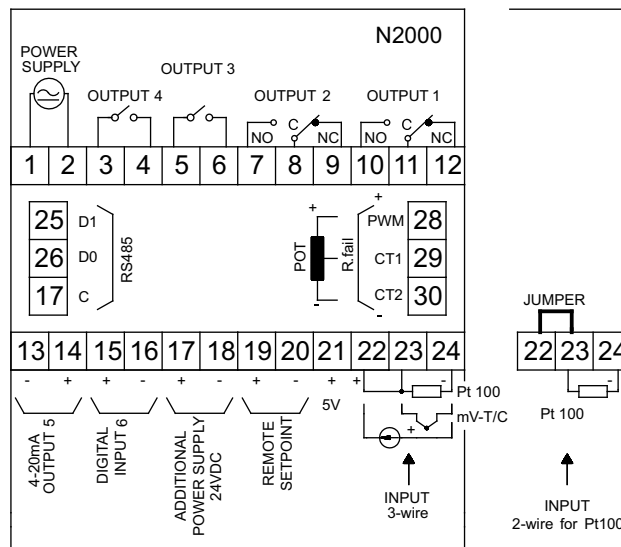 N2000
POWER
SUPPLY
OUTPUT 3
OUTPUT 4
OUTPUT 2
OUTPUT 1
NO C NC NO C NC
1 2 3 4 5 6 7 8 9 10 11 12
25 D1
26 D0
17 C
RS485
POT
+
-
R.fail
+
-
PWM 28
CT1 29
CT2 30
13 14 15 16 17 18 19 20 21 22 23 24
- + + - + - + - + + -
5V
Pt 100
mV-T/C
+
4-20mA
OUTPUT 5
DIGITAL
INPUT 6
ADDITIONAL
POWER SUPPLY
24VDC
REMOTE
SETPOINT
INPUT
3-wire
JUMPER
22 23 24
-
Pt 100
INPUT
2-wire for Pt100